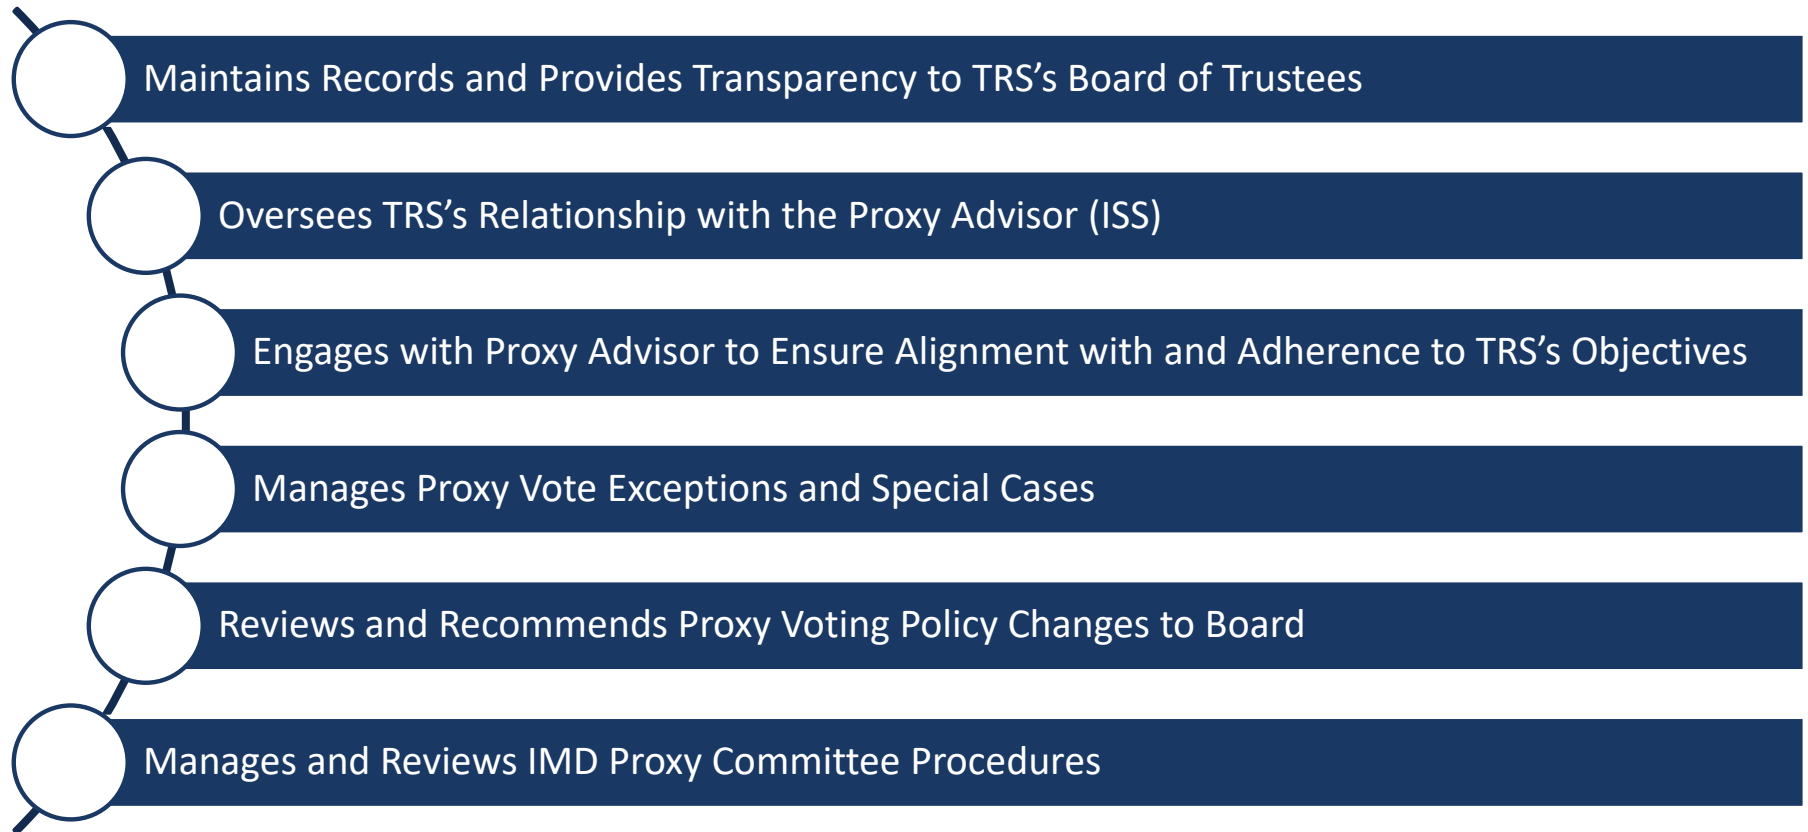 Maintains Records and Provides Transparency to TRS’s Board of Trustees
Oversees TRS’s Relationship with the Proxy Advisor (ISS)
Engages with Proxy Advisor to Ensure Alignment with and Adherence to TRS’s Objectives
Manages Proxy Vote Exceptions and Special Cases
Reviews and Recommends Proxy Voting Policy Changes to Board
Manages and Reviews IMD Proxy Committee Procedures